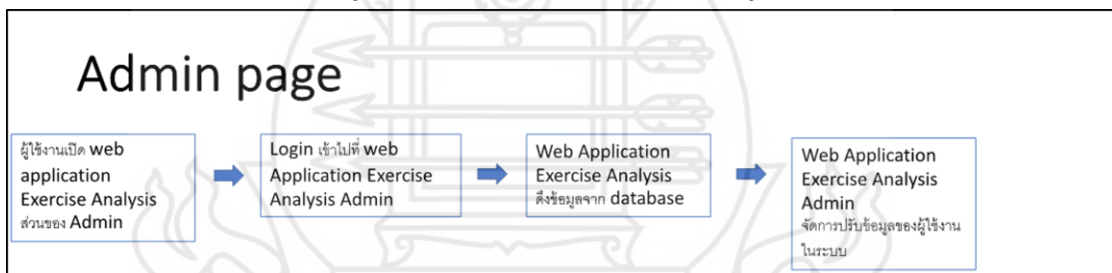 Admin page
ผู้ใช้งานเปิด web
application
Exercise Analysis
ส่วนของ Admin
Login เข้าไปที่ web
Application Exercise
Analysis Admin
Web Application
Exercise Analysis
ดึงข้อมูลจาก database
Web Application
Exercise Analysis
Admin
จัดการปรับข้อมูลของผู้ใช้งาน
ในระบบ